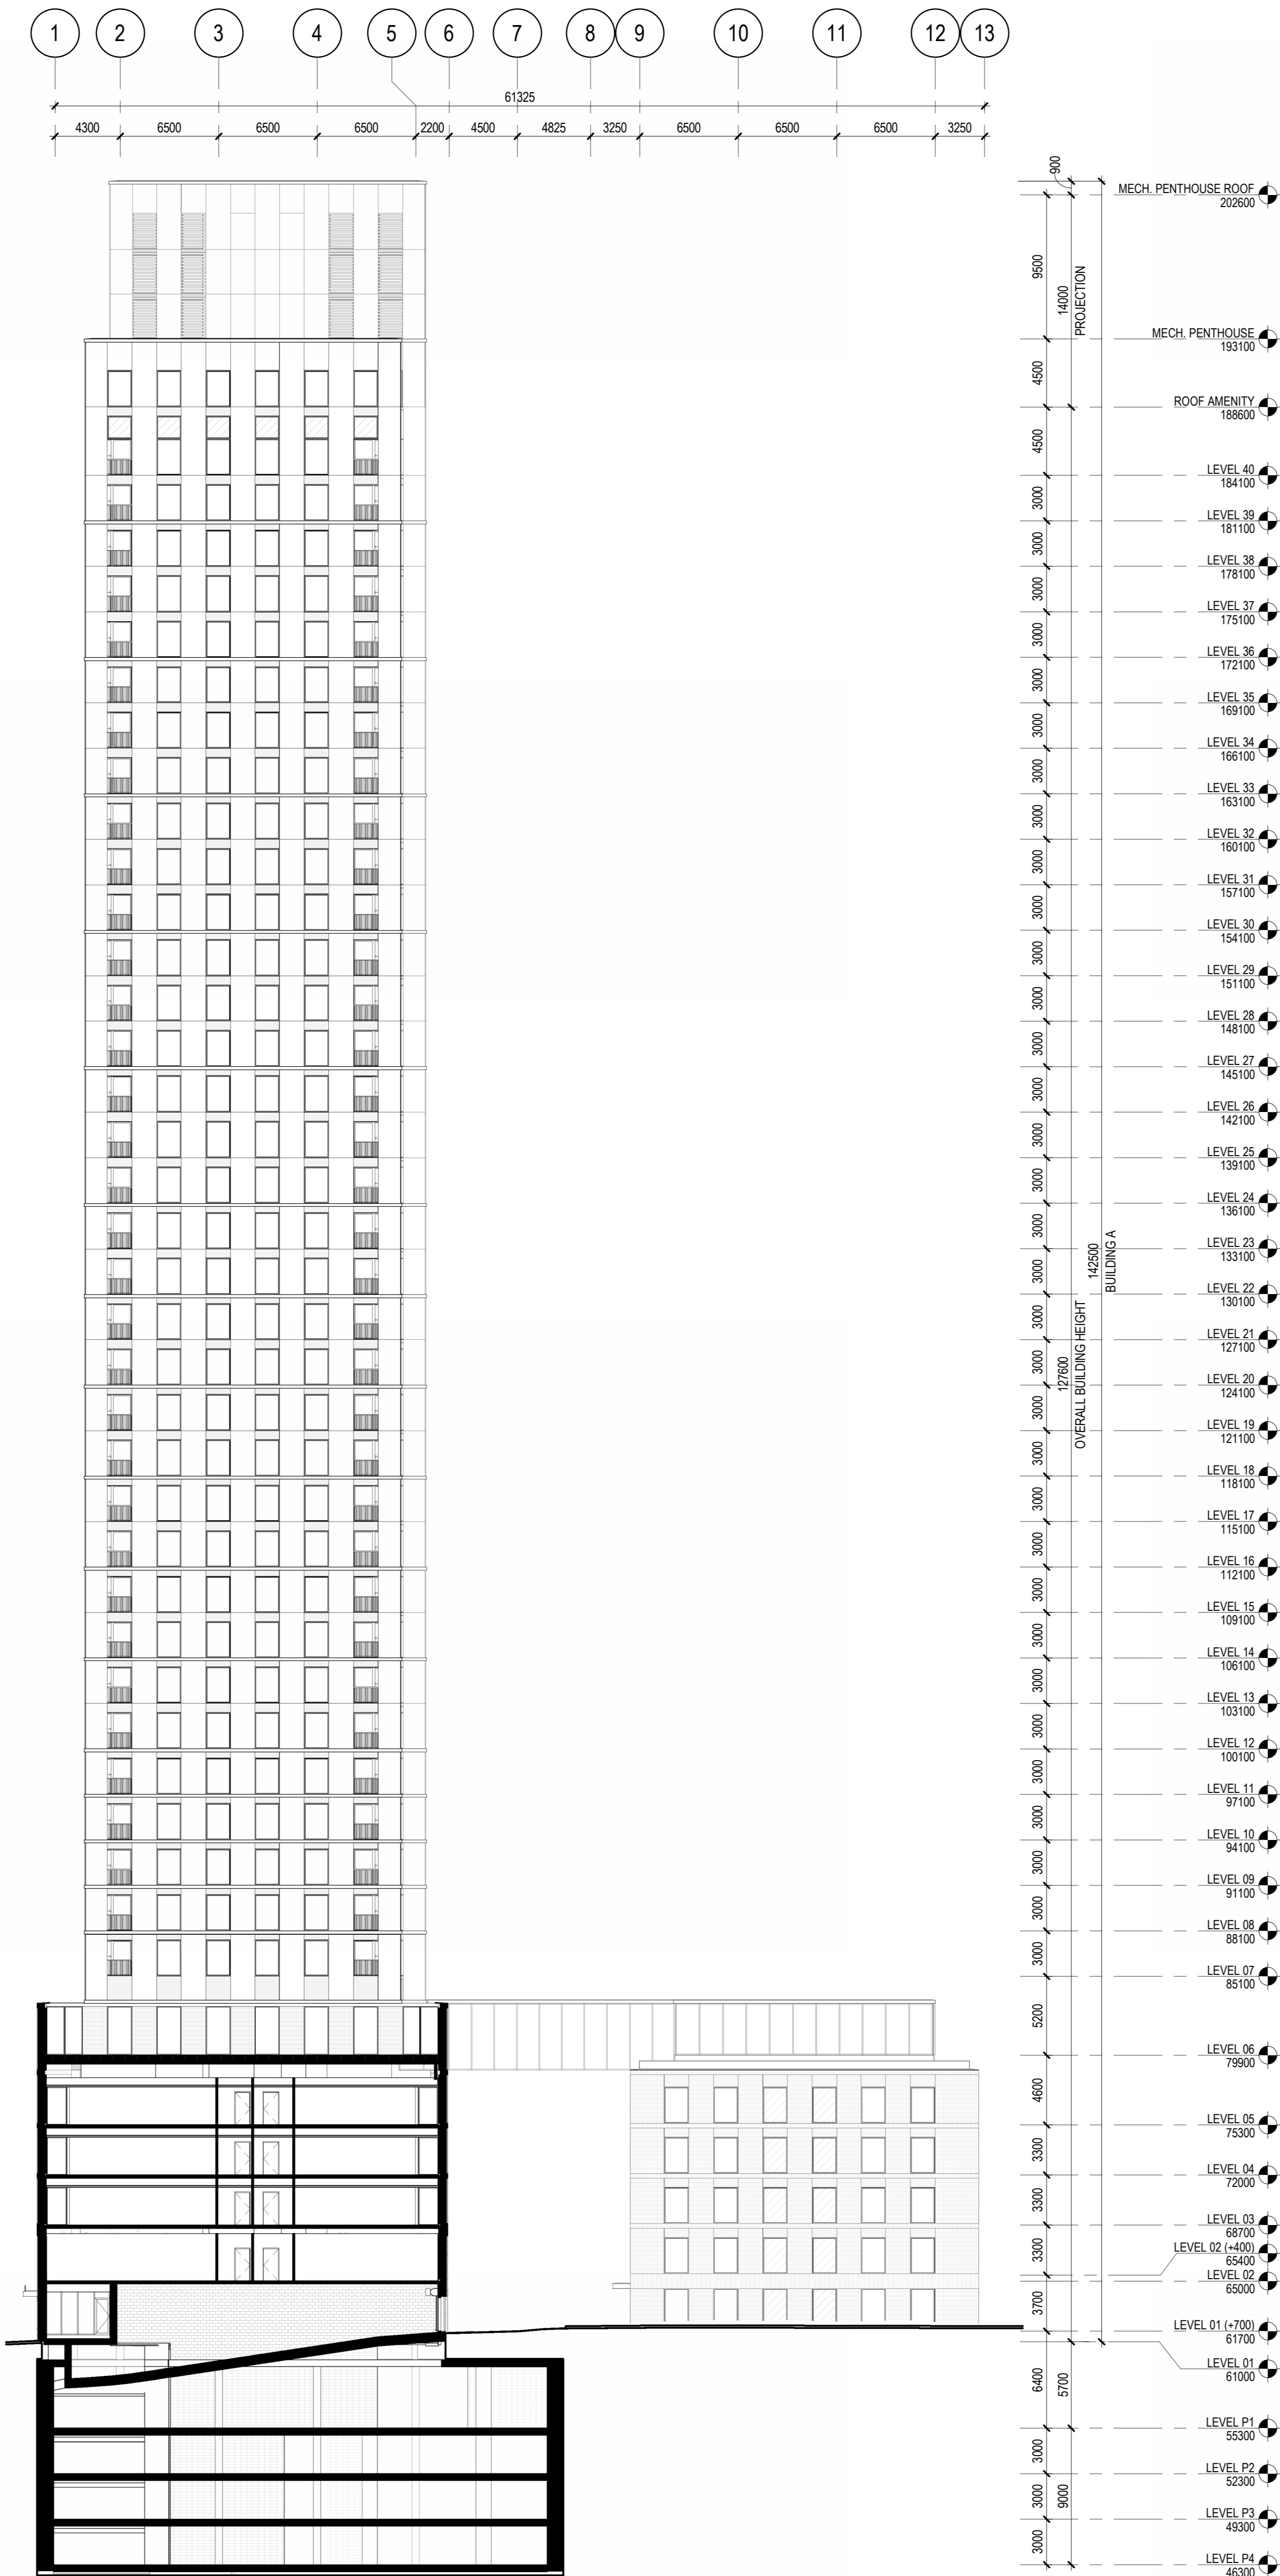 1 2 3 4 5 6 7 8 9 10 11 12 13
61325
4300 6500 6500 6500 2200 4500 4825 3250 6500 6500 6500 3250
900
MECH. PENTHOUSE ROOF
202600
9500
14000
PROJECTION
MECH. PENTHOUSE
193100
4500
ROOF AMENITY
188600
4500
LEVEL 40
184100
3000
LEVEL 39
181100
3000
LEVEL 38
178100
3000
LEVEL 37
175100
3000
LEVEL 36
172100
3000
LEVEL 35
169100
3000
LEVEL 34
166100
3000
LEVEL 33
163100
3000
LEVEL 32
160100
3000
LEVEL 31
157100
3000
LEVEL 30
154100
3000
LEVEL 29
151100
3000
LEVEL 28
148100
3000
LEVEL 27
145100
3000
LEVEL 26
142100
3000
LEVEL 25
139100
3000
LEVEL 24
136100
3000
LEVEL 23
133100
3000
142500
BUILDING A
LEVEL 22
130100
3000
LEVEL 21
127100
3000
127600
OVERALL BUILDING HEIGHT
LEVEL 20
124100
3000
LEVEL 19
121100
3000
LEVEL 18
118100
3000
LEVEL 17
115100
3000
LEVEL 16
112100
3000
LEVEL 15
109100
3000
LEVEL 14
106100
3000
LEVEL 13
103100
3000
LEVEL 12
100100
3000
LEVEL 11
97100
3000
LEVEL 10
94100
3000
LEVEL 09
91100
3000
LEVEL 08
88100
3000
LEVEL 07
85100
5200
LEVEL 06
79900
4600
LEVEL 05
75300
3300
LEVEL 04
72000
3300
LEVEL 03
68700
3300
LEVEL 02 (+400)
65400
LEVEL 02
65000
3700
LEVEL 01 (+700)
61700
LEVEL 01
61000
6400
5700
LEVEL P1
55300
3000
LEVEL P2
52300
3000
9000
LEVEL P3
49300
3000
LEVEL P4
46300